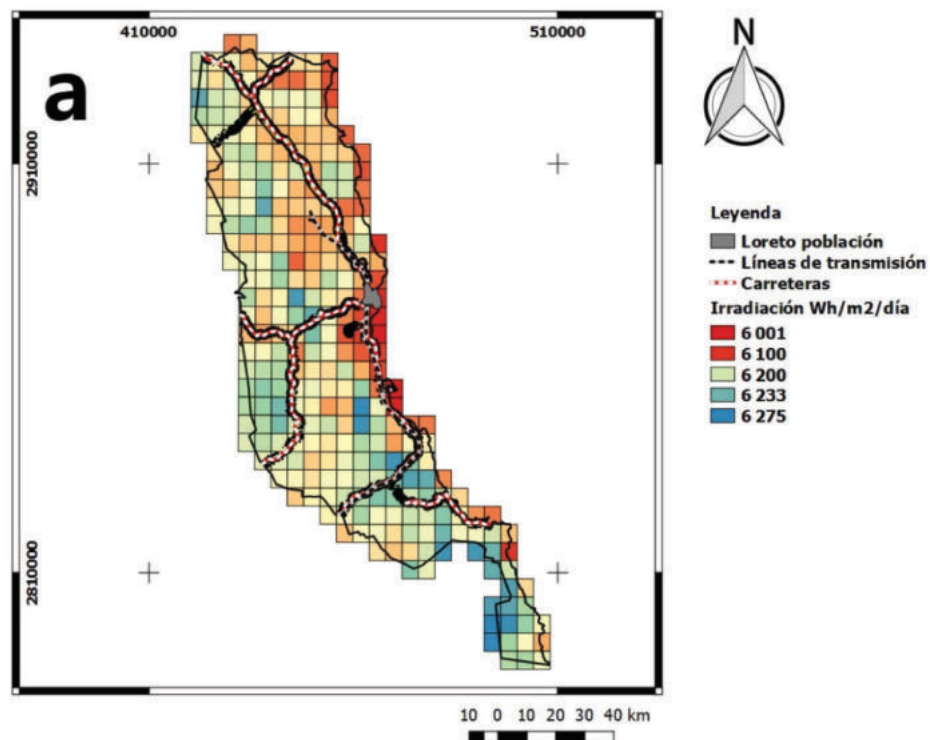 410000
510000
a
N
2910000
2810000
Leyenda
Loreto población
Líneas de transmisión
Carreteras
Irradiación Wh/m2/día
6 001
6 100
6 200
6 233
6 275
10 0 10 20 30 40 km